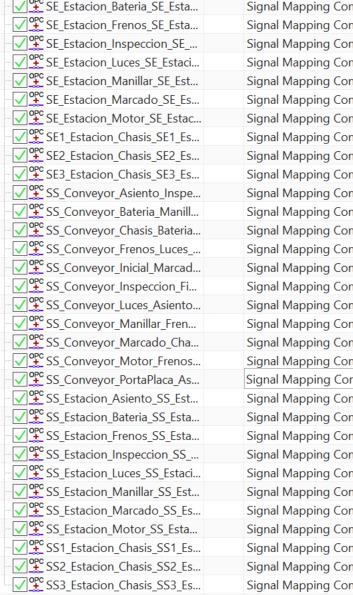 OPC SE_Estacion_Bateria_SE_Esta... Signal Mapping Con
OPC SE_Estacion_Frenos_SE_Esta... Signal Mapping Con
OPC SE_Estacion_Inspeccion_SE_... Signal Mapping Con
OPC SE_Estacion_Luces_SE_Estaci... Signal Mapping Con
OPC SE_Estacion_Manillar_SE_Est... Signal Mapping Con
OPC SE_Estacion_Marcado_SE_Es... Signal Mapping Con
OPC SE_Estacion_Motor_SE_Estac... Signal Mapping Con
OPC SE1_Estacion_Chasis_SE1_Es... Signal Mapping Con
OPC SE2_Estacion_Chasis_SE2_Es... Signal Mapping Con
OPC SE3_Estacion_Chasis_SE3_Es... Signal Mapping Con
OPC SS_Conveyor_Asiento_Inspe... Signal Mapping Con
OPC SS_Conveyor_Bateria_Manill... Signal Mapping Con
OPC SS_Conveyor_Chasis_Bateria... Signal Mapping Con
OPC SS_Conveyor_Frenos_Luces_... Signal Mapping Con
OPC SS_Conveyor_Inicial_Marcad... Signal Mapping Con
OPC SS_Conveyor_Inspeccion_Fi... Signal Mapping Con
OPC SS_Conveyor_Luces_Asiento... Signal Mapping Con
OPC SS_Conveyor_Manillar_Fren... Signal Mapping Con
OPC SS_Conveyor_Marcado_Cha... Signal Mapping Con
OPC SS_Conveyor_Motor_Frenos... Signal Mapping Con
OPC SS_Conveyor_PortaPlaca_As... Signal Mapping Con
OPC SS_Estacion_Asiento_SS_Est... Signal Mapping Con
OPC SS_Estacion_Bateria_SS_Esta... Signal Mapping Con
OPC SS_Estacion_Frenos_SS_Esta... Signal Mapping Con
OPC SS_Estacion_Inspeccion_SS_... Signal Mapping Con
OPC SS_Estacion_Luces_SS_Estaci... Signal Mapping Con
OPC SS_Estacion_Manillar_SS_Est... Signal Mapping Con
OPC SS_Estacion_Marcado_SS_Es... Signal Mapping Con
OPC SS_Estacion_Motor_SS_Esta... Signal Mapping Con
OPC SS1_Estacion_Chasis_SS1_Es... Signal Mapping Con
OPC SS2_Estacion_Chasis_SS2_Es... Signal Mapping Con
OPC SS3_Estacion_Chasis_SS3_Es... Signal Mapping Con